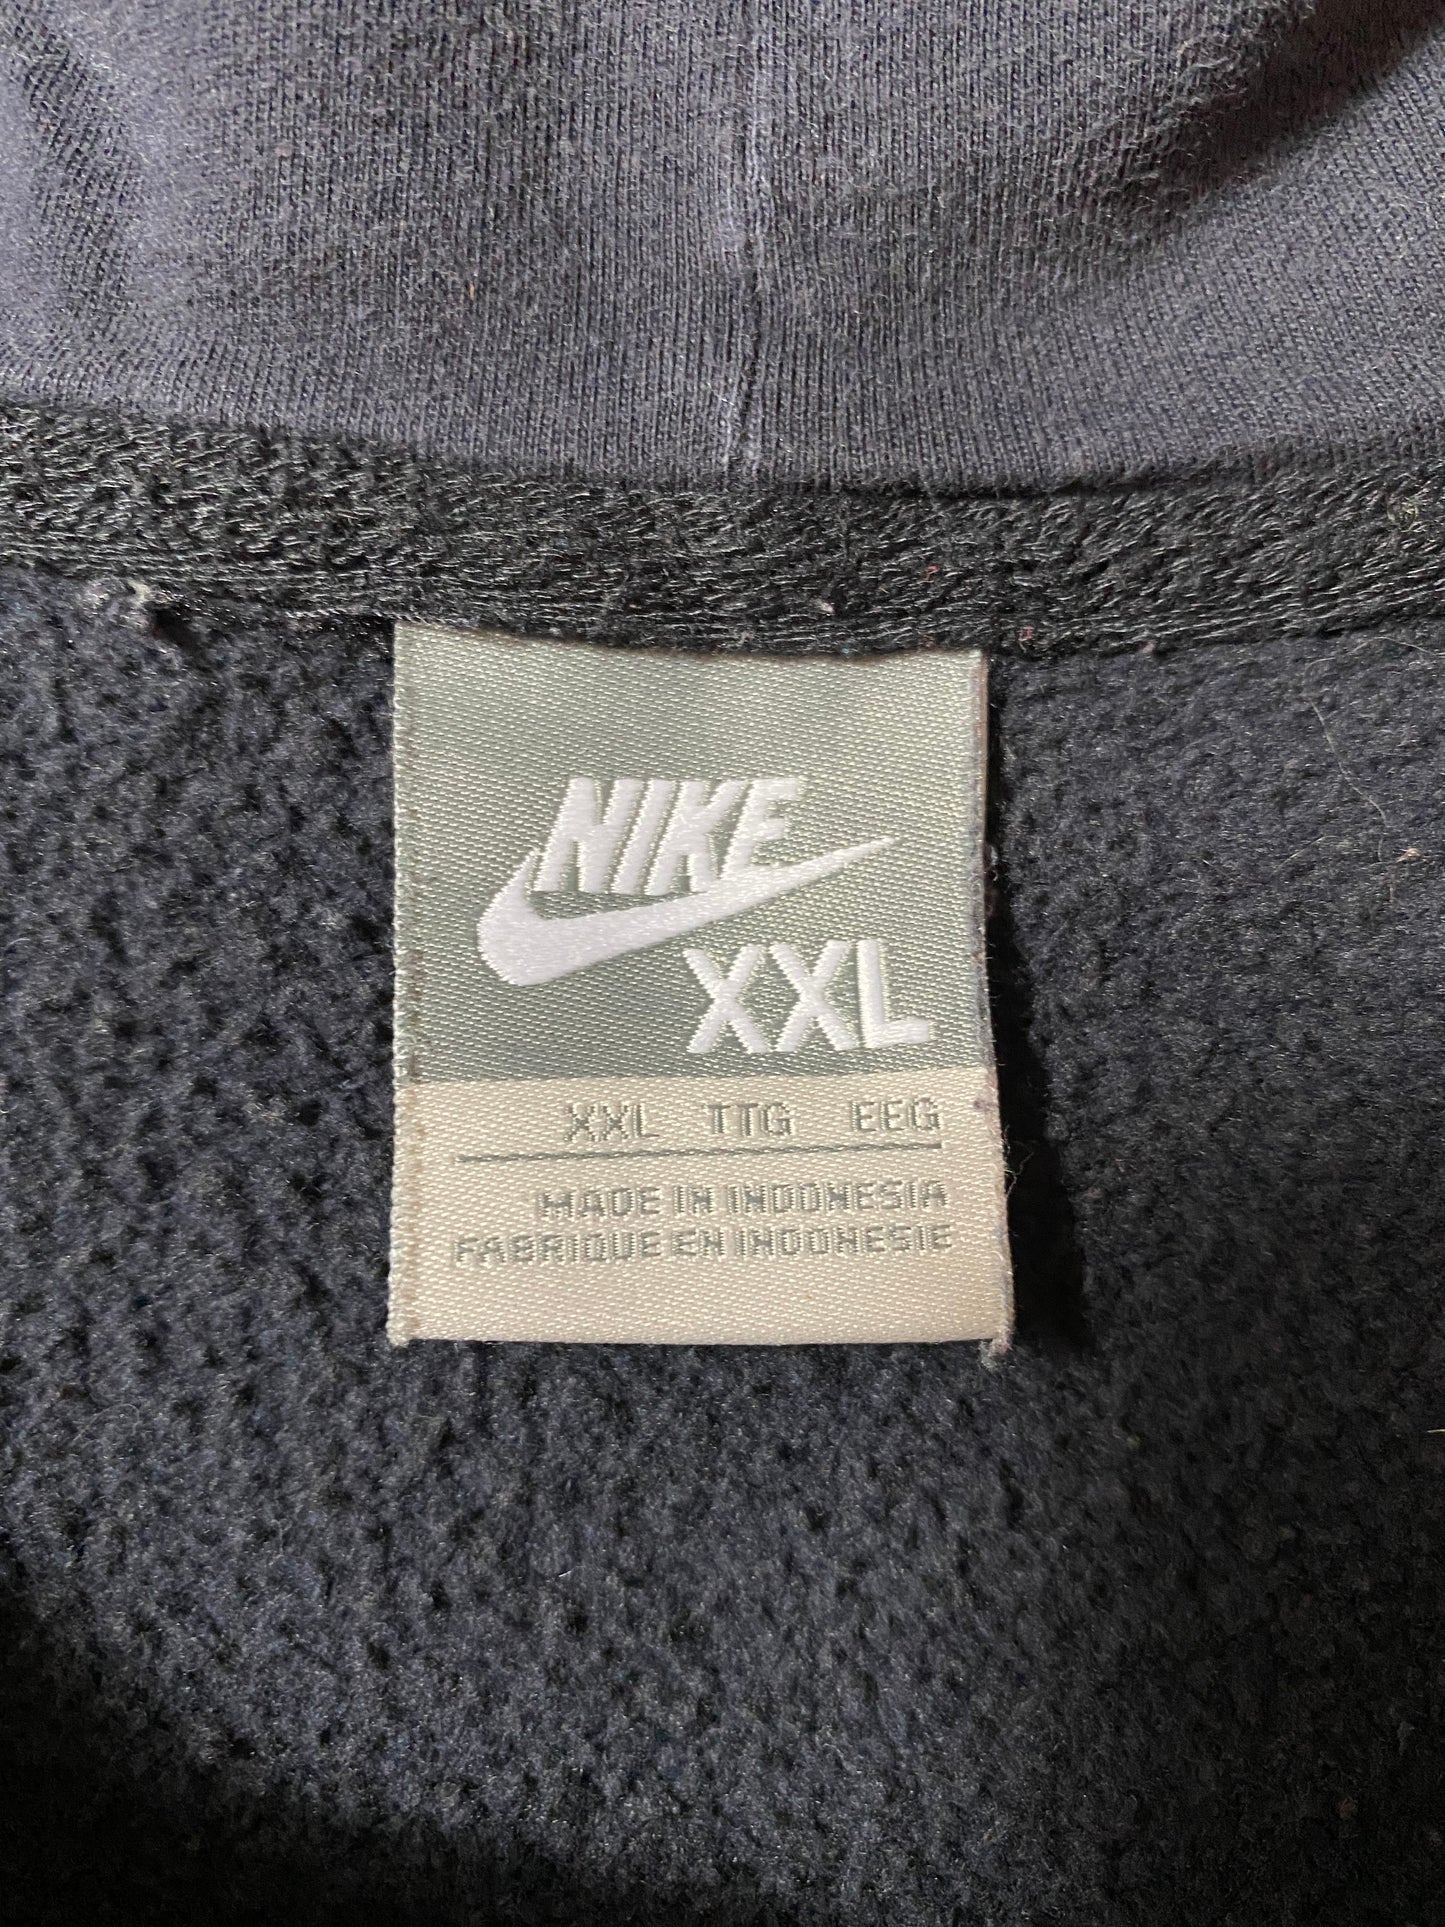 NIKE
XXL
XXL TTG EEG
MADE IN INDONESIA
FABRIQUE EN INDONESIE